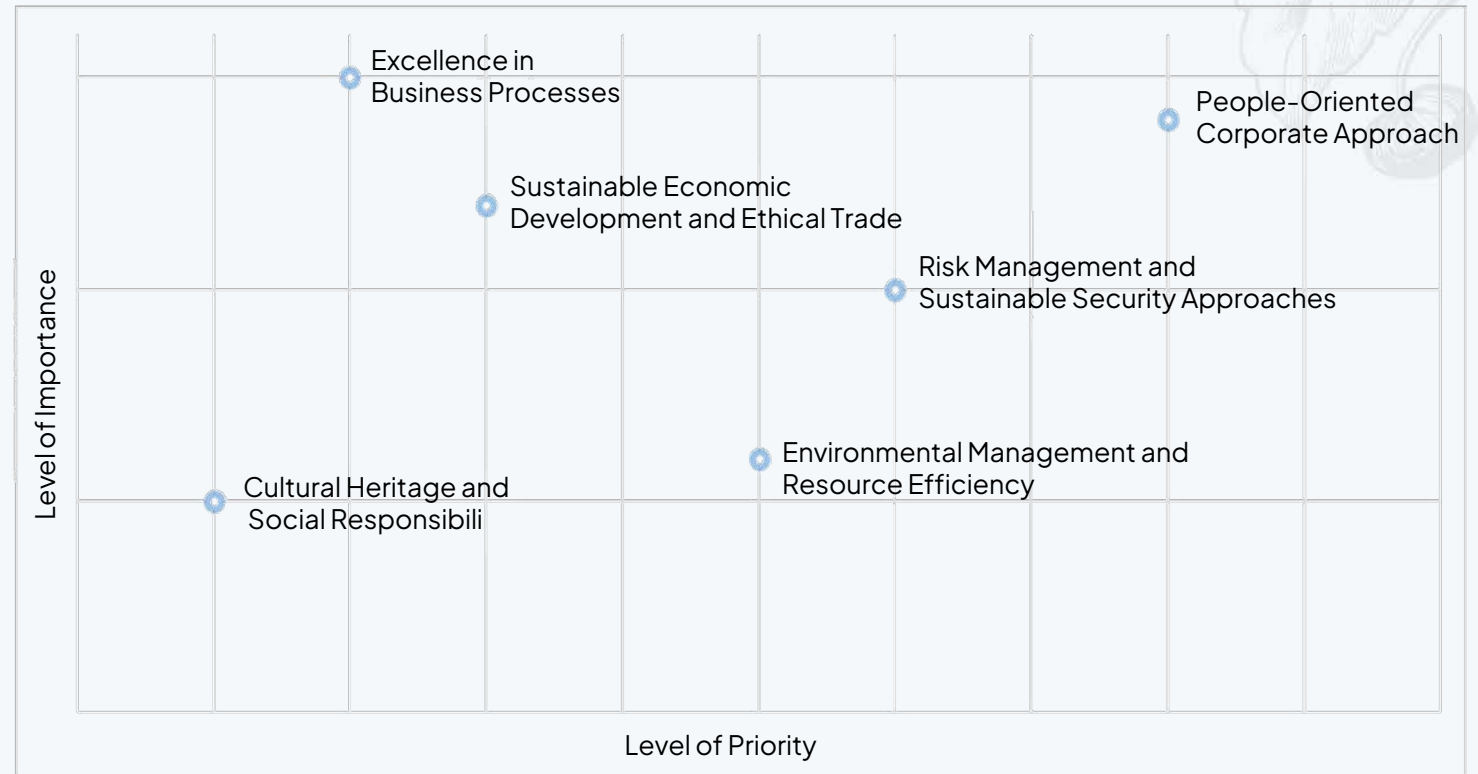 Excellence in
Business Processes
People-Oriented
Corporate Approach
Sustainable Economic
Development and Ethical Trade
Risk Management and
Sustainable Security Approaches
Level of Importance
Environmental Management and
Resource Efficiency
Cultural Heritage and
Social Responsibili
Level of Priority